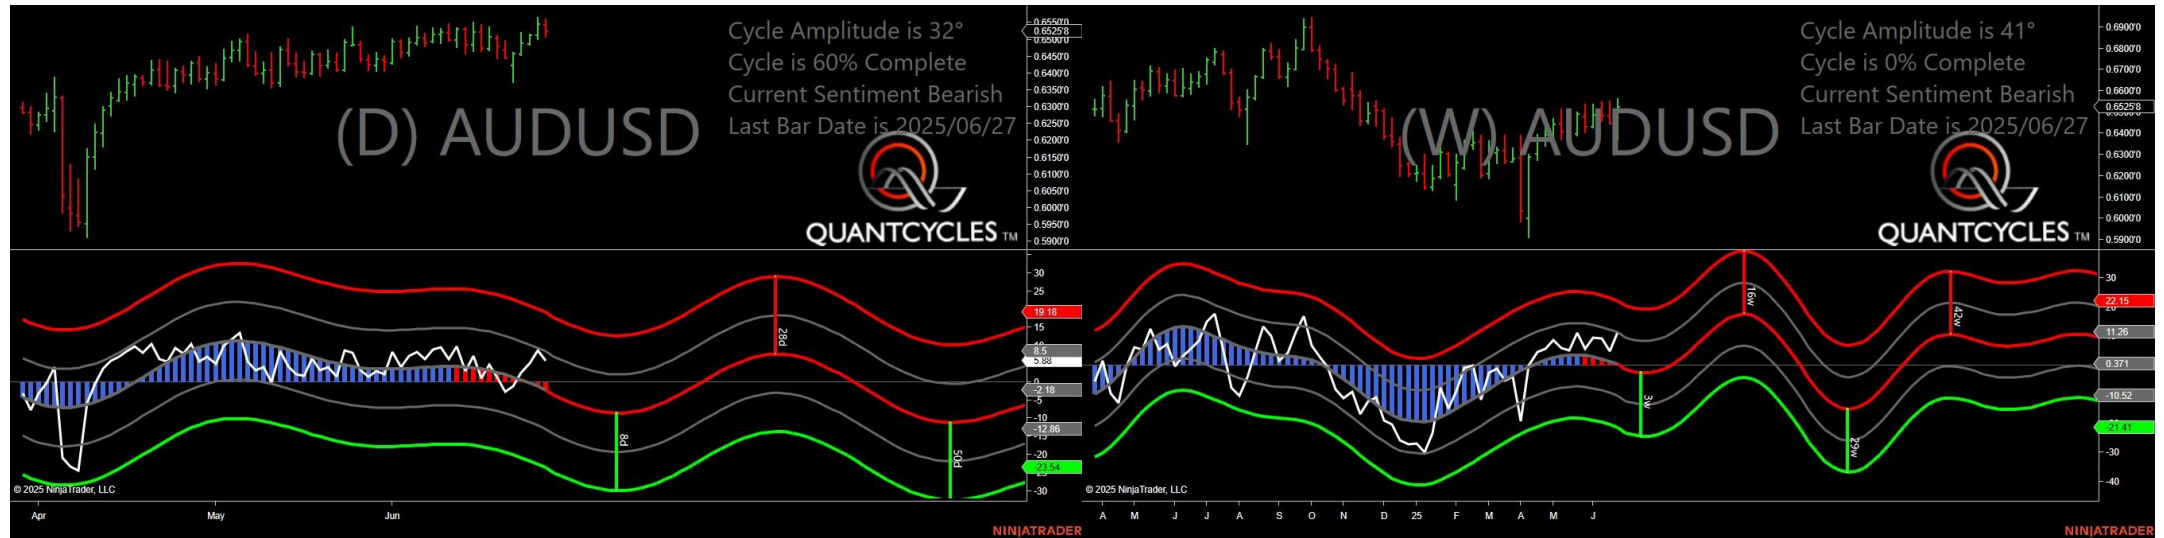 Cycle Amplitude is 32°
Cycle is 60% Complete
Current Sentiment Bearish
Last Bar Date is 2025/06/27
(D) AUDUSD
QUANTCYCLES TM
0.6550'0
0.6525'8
0.6500'0
0.6450'0
0.6400'0
0.6350'0
0.6300'0
0.6250'0
0.6200'0
0.6150'0
0.6100'0
0.6050'0
0.6000'0
0.5950'0
0.5900'0
30
25
19.18
15
10
8.5
5.88
0
-2.18
-5
-10
-12.86
-15
-20
-23.54
-30
28d
8d
50d
© 2025 NinjaTrader, LLC
Apr May Jun
NINJATRADER
Cycle Amplitude is 41°
Cycle is 0% Complete
Current Sentiment Bearish
Last Bar Date is 2025/06/27
(W) AUDUSD
QUANTCYCLES TM
0.6900'0
0.6800'0
0.6700'0
0.6600'0
0.6525'8
0.6400'0
0.6300'0
0.6200'0
0.6100'0
0.6000'0
0.5900'0
30
22.15
11.26
0.371
-10.52
-21.41
-30
-40
16w
42w
3w
29w
© 2025 NinjaTrader, LLC
A M J J A S O N D 25 F M A M J
NINJATRADER